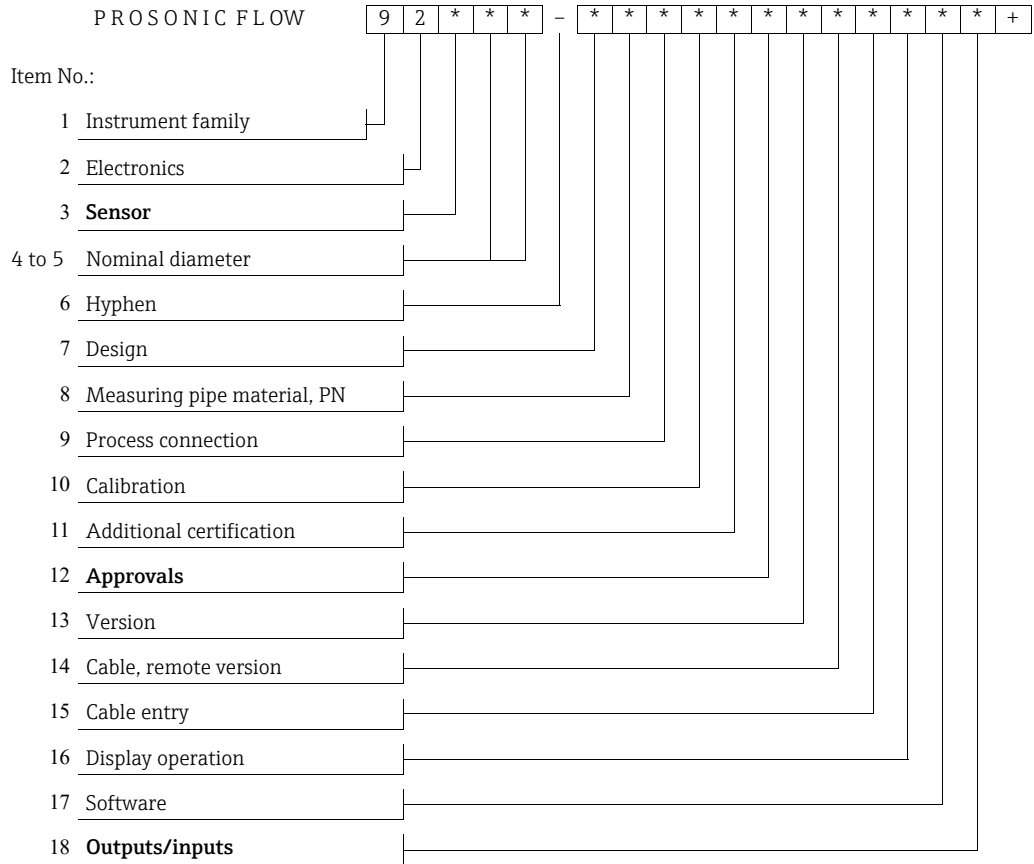 PROSONIC FLOW 9 2 * * * – * * * * * * * * * * * * +
Item No.:
1 Instrument family
2 Electronics
3 Sensor
4 to 5 Nominal diameter
6 Hyphen
7 Design
8 Measuring pipe material, PN
9 Process connection
10 Calibration
11 Additional certification
12 Approvals
13 Version
14 Cable, remote version
15 Cable entry
16 Display operation
17 Software
18 Outputs/inputs